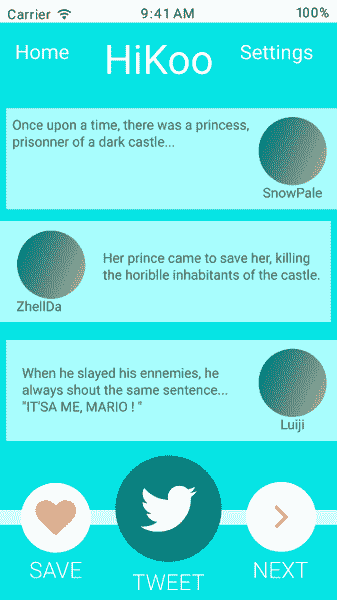 Carrier 9:41 AM 100%
Home HiKoo Settings
Once upon a time, there was a princess,
prisonner of a dark castle...
SnowPale
Her prince came to save her, killing
the horiblle inhabitants of the castle.
ZhellDa
When he slayed his ennemies, he
always shout the same sentence...
"IT'SA ME, MARIO ! "
Luiji
SAVE TWEET NEXT